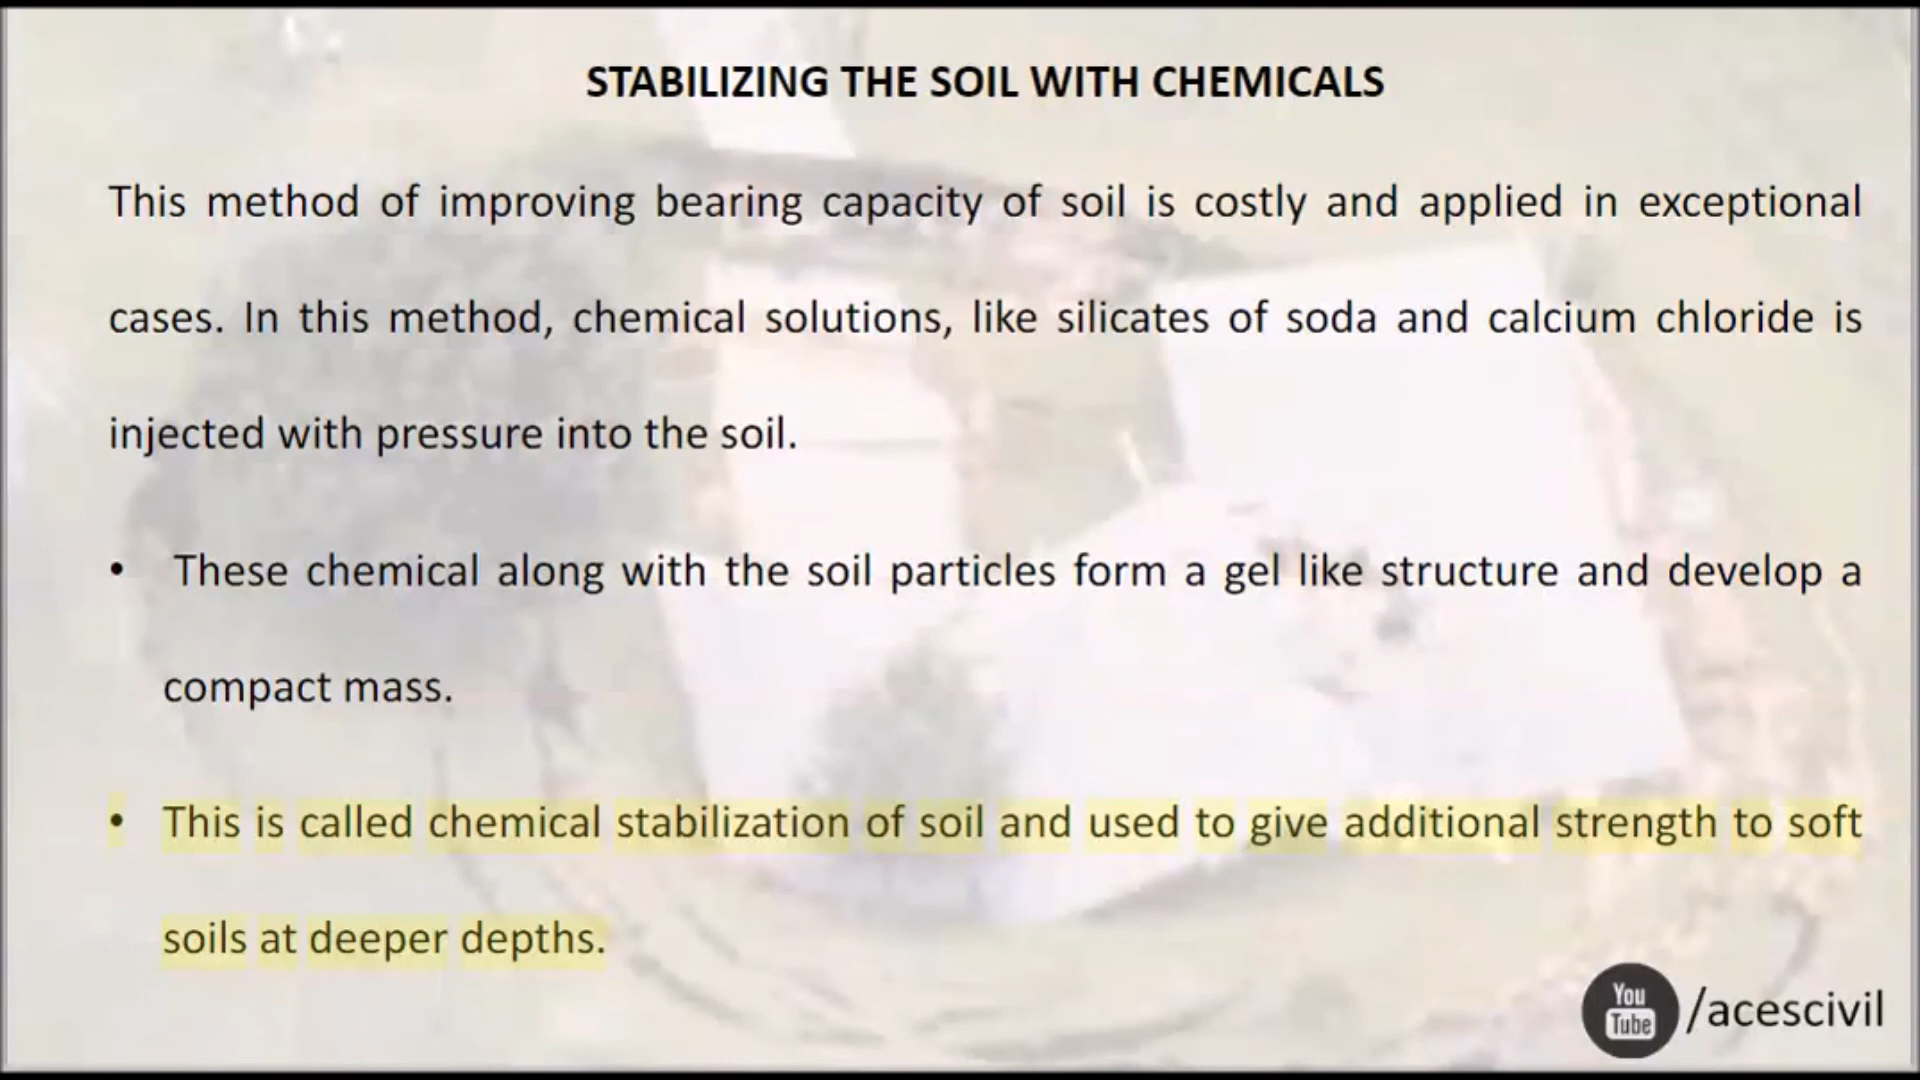 STABILIZING THE SOIL WITH CHEMICALS
This method of improving bearing capacity of soil is costly and applied in exceptional
cases. In this method, chemical solutions, like silicates of soda and calcium chloride is
injected with pressure into the soil.
• These chemical along with the soil particles form a gel like structure and develop a
compact mass.
• This is called chemical stabilization of soil and used to give additional strength to soft
soils at deeper depths.
You
Tube
/acescivil